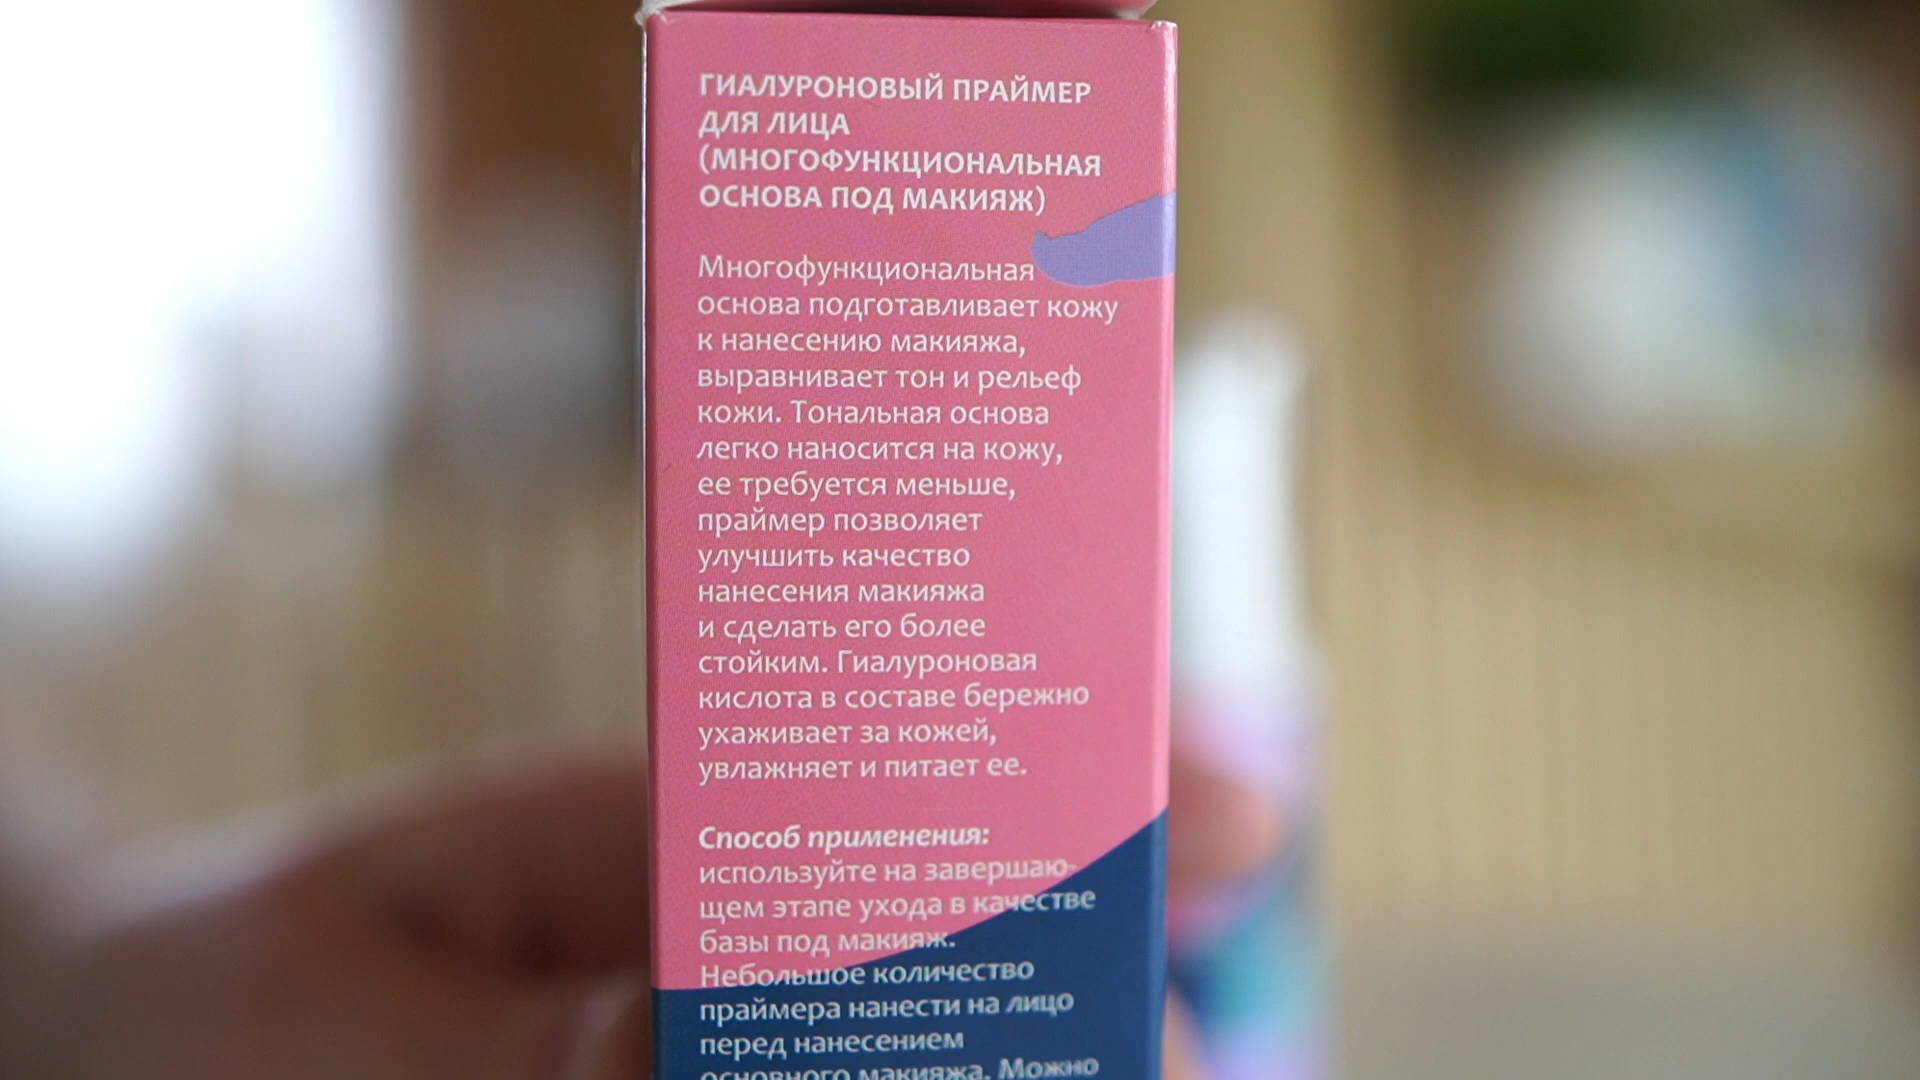 ГИАЛУРОНОВЫЙ ПРАЙМЕР
ДЛЯ ЛИЦА
(МНОГОФУНКЦИОНАЛЬНАЯ
ОСНОВА ПОД МАКИЯЖ)
Многофункциональная
основа подготавливает кожу
к нанесению макияжа,
выравнивает тон и рельеф
кожи. Тональная основа
легко наносится на кожу,
ее требуется меньше,
праймер позволяет
улучшить качество
нанесения макияжа
и сделать его более
стойким. Гиалуроновая
кислота в составе бережно
ухаживает за кожей,
увлажняет и питает ее.
Способ применения:
используйте на завершаю-
щем этапе ухода в качестве
базы под макияж.
Небольшое количество
праймера нанести на лицо
перед нанесением
основного макияжа. Можно